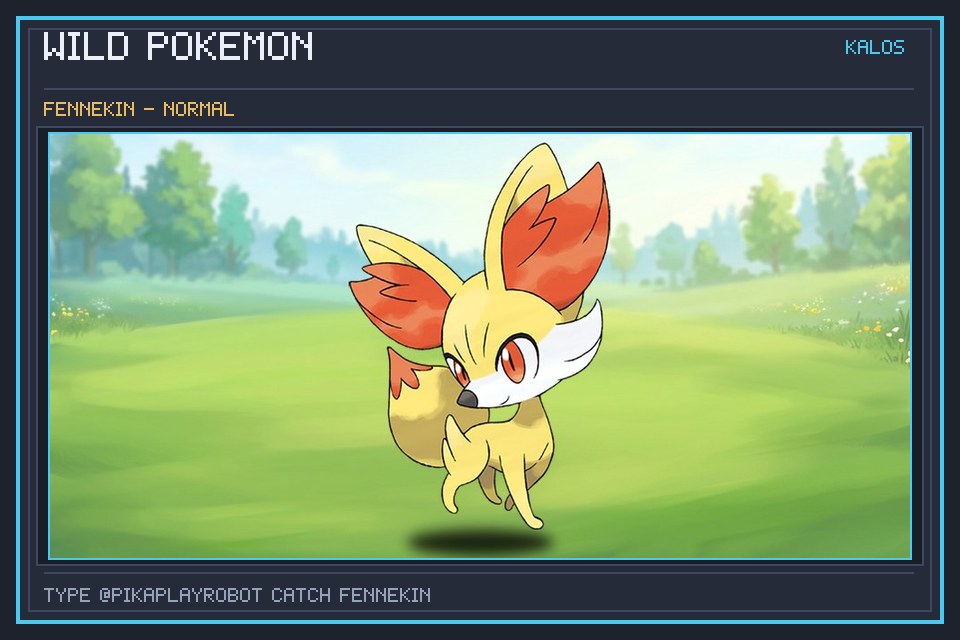 WILD POKEMON
KALOS
FENNEKIN - NORMAL
TYPE @PIKAPLAYROBOT CATCH FENNEKIN